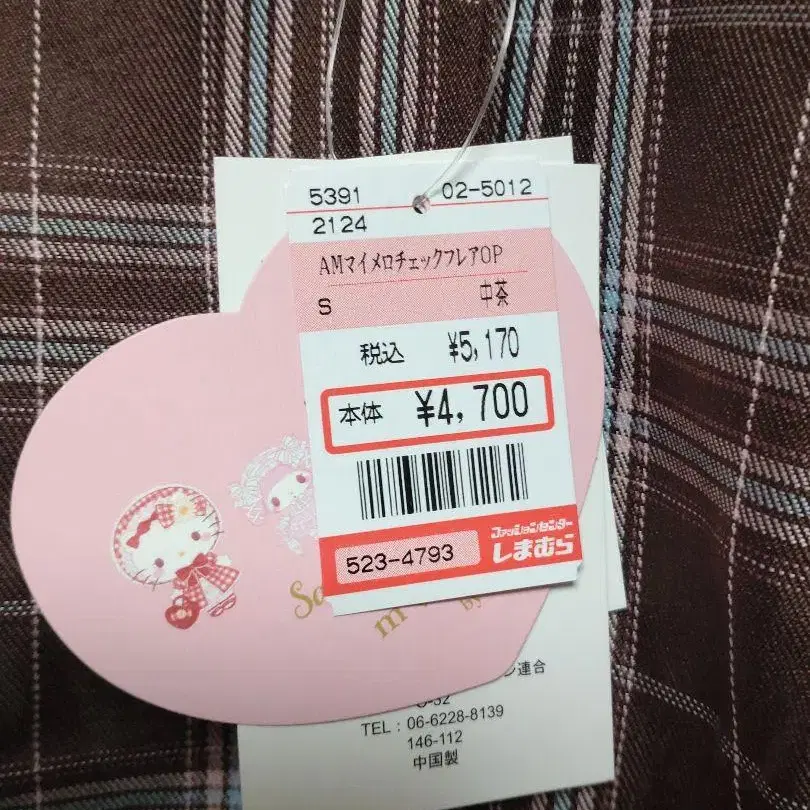 5391 02-5012
2124
AMマイメロチェックフレアOP
S 中茶
税込 ¥5,170
本体 ¥4,700
523-4793
ファッションセンター
しまむら
連合
TEL：06-6228-8139
146-112
中国製